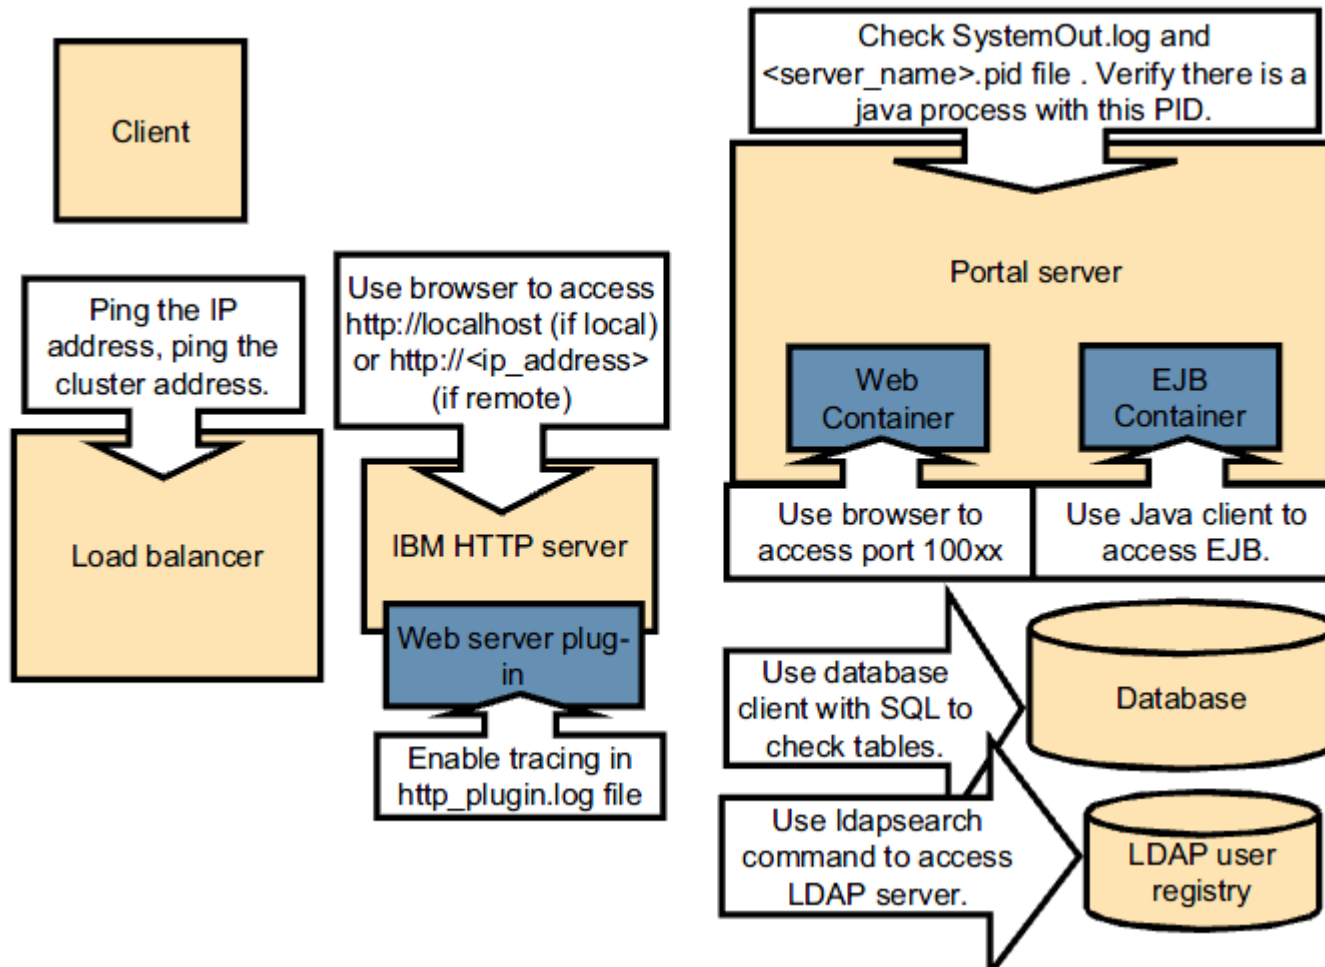 Client
Check SystemOut.log and
<server_name>.pid file . Verify there is a
java process with this PID.
Portal server
Ping the IP
address, ping the
cluster address.
Use browser to access
http://localhost (if local)
or http://<ip_address>
(if remote)
Web
Container
EJB
Container
Load balancer
IBM HTTP server
Web server plug-
in
Enable tracing in
http_plugin.log file
Use browser to
access port 100xx
Use Java client to
access EJB.
Use database
client with SQL to
check tables.
Database
Use ldapsearch
command to access
LDAP server.
LDAP user
registry